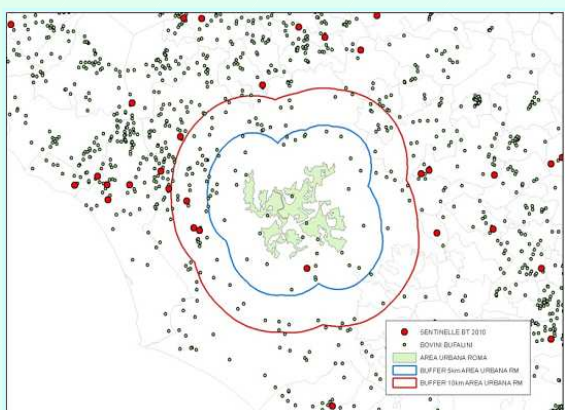 SENTINELLE BT 2010
BOVINI BUFALINI
AREA URBANA ROMA
BUFFER 5km AREA URBANA RM
BUFFER 10km AREA URBANA RM